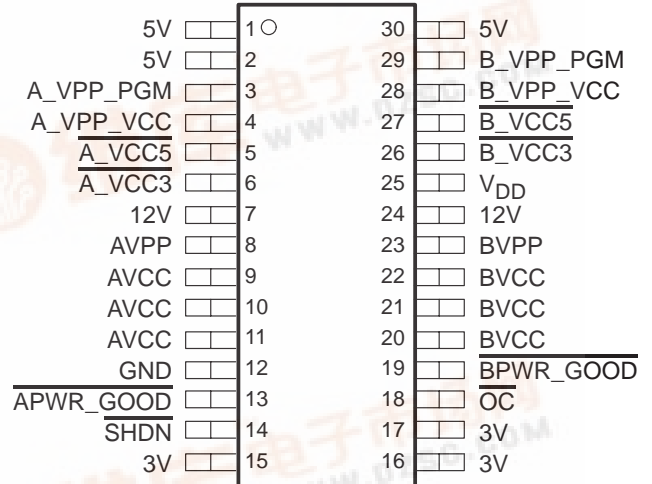 5V 1 30 5V
5V 2 29 B_VPP_PGM
A_VPP_PGM 3 28 B_VPP_VCC
A_VPP_VCC 4 27 B_VCC5
A_VCC5 5 26 B_VCC3
A_VCC3 6 25 VDD
12V 7 24 12V
AVPP 8 23 BVPP
AVCC 9 22 BVCC
AVCC 10 21 BVCC
AVCC 11 20 BVCC
GND 12 19 BPWR_GOOD
APWR_GOOD 13 18 OC
SHDN 14 17 3V
3V 15 16 3V